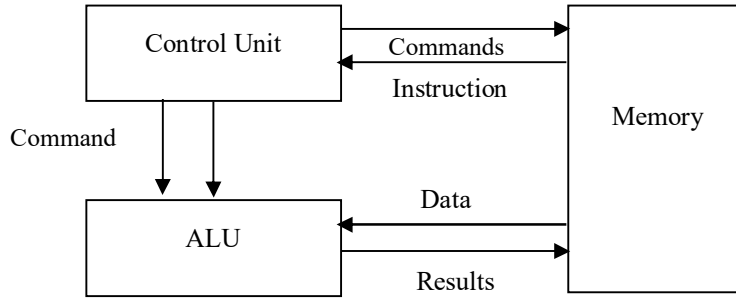 Control Unit
Commands
Instruction
Memory
Command
Data
ALU
Results